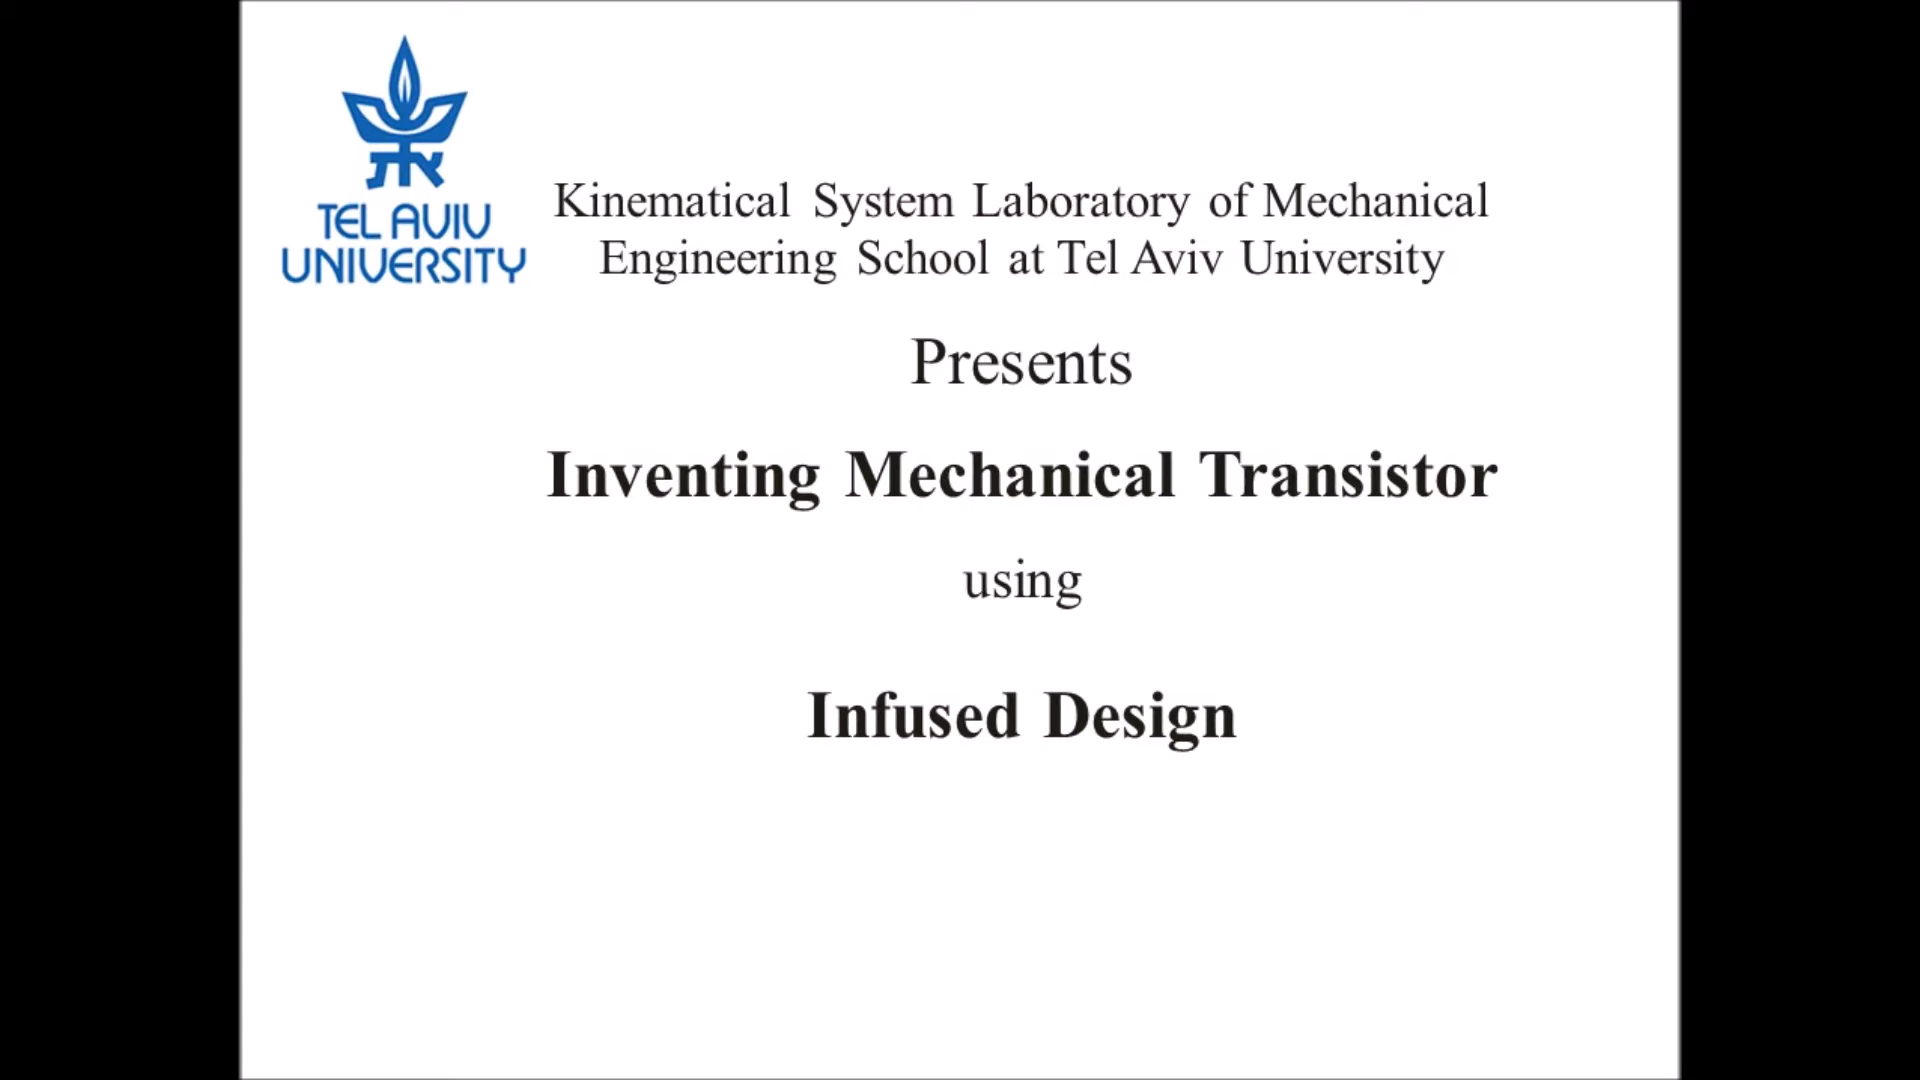 TEL AVIV
UNIVERSITY
Kinematical System Laboratory of Mechanical
Engineering School at Tel Aviv University
Presents
Inventing Mechanical Transistor
using
Infused Design